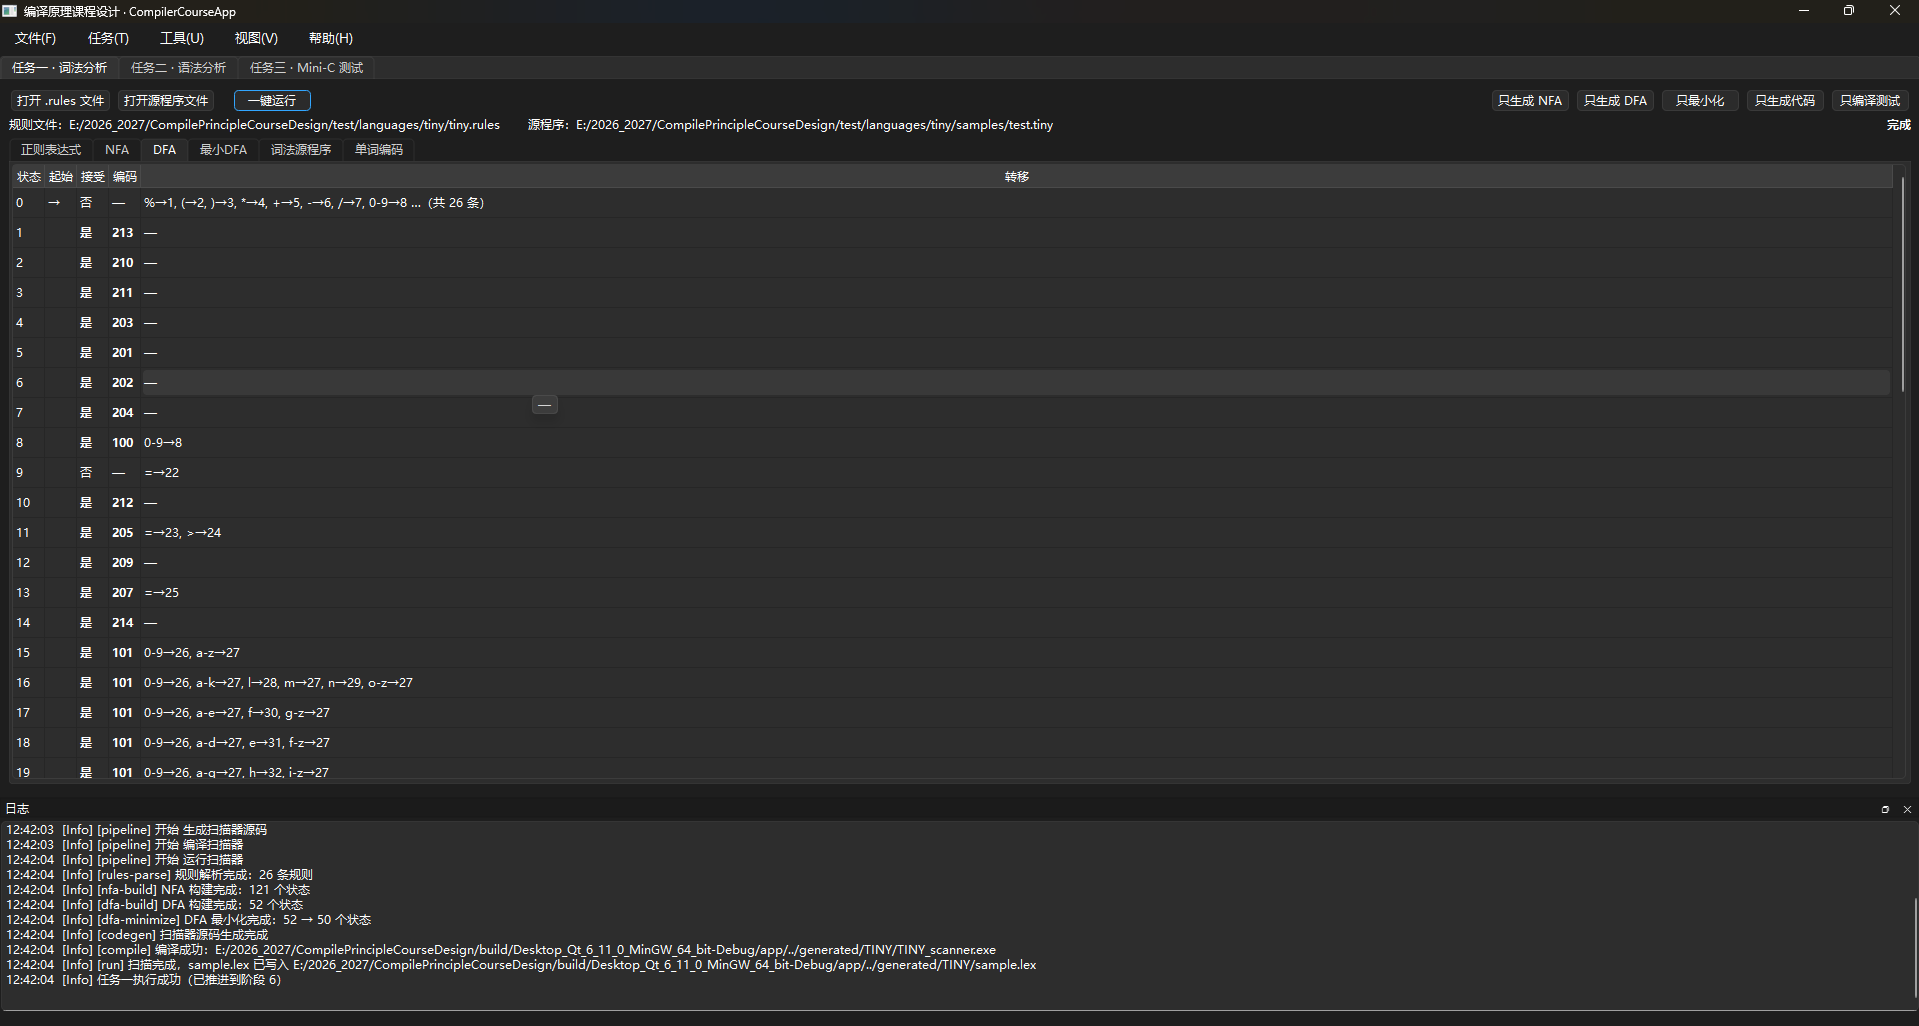 编译原理课程设计 · CompilerCourseApp
文件(F) 任务(T) 工具(U) 视图(V) 帮助(H)
任务一 · 词法分析 任务二 · 语法分析 任务三 · Mini-C 测试
打开 .rules 文件 打开源程序文件 一键运行 只生成 NFA 只生成 DFA 只最小化 只生成代码 只编译测试
规则文件：E:/2026_2027/CompilePrincipleCourseDesign/test/languages/tiny/tiny.rules 源程序：E:/2026_2027/CompilePrincipleCourseDesign/test/languages/tiny/samples/test.tiny 完成
正则表达式 NFA DFA 最小DFA 词法源程序 单词编码
状态 起始 接受 编码 转移
0 → 否 — %→1, (→2, )→3, *→4, +→5, -→6, /→7, 0-9→8 ... (共 26 条)
1 是 213 —
2 是 210 —
3 是 211 —
4 是 203 —
5 是 201 —
6 是 202 —
—
7 是 204 —
8 是 100 0-9→8
9 否 — =→22
10 是 212 —
11 是 205 =→23, >→24
12 是 209 —
13 是 207 =→25
14 是 214 —
15 是 101 0-9→26, a-z→27
16 是 101 0-9→26, a-k→27, l→28, m→27, n→29, o-z→27
17 是 101 0-9→26, a-e→27, f→30, g-z→27
18 是 101 0-9→26, a-d→27, e→31, f-z→27
19 是 101 0-9→26, a-g→27, h→32, i-z→27
日志
12:42:03 [Info] [pipeline] 开始 生成扫描器源码
12:42:03 [Info] [pipeline] 开始 编译扫描器
12:42:04 [Info] [pipeline] 开始 运行扫描器
12:42:04 [Info] [rules-parse] 规则解析完成：26 条规则
12:42:04 [Info] [nfa-build] NFA 构建完成：121 个状态
12:42:04 [Info] [dfa-build] DFA 构建完成：52 个状态
12:42:04 [Info] [dfa-minimize] DFA 最小化完成：52 → 50 个状态
12:42:04 [Info] [codegen] 扫描器源码生成完成
12:42:04 [Info] [compile] 编译成功：E:/2026_2027/CompilePrincipleCourseDesign/build/Desktop_Qt_6_11_0_MinGW_64_bit-Debug/app/../generated/TINY/TINY_scanner.exe
12:42:04 [Info] [run] 扫描完成，sample.lex 已写入 E:/2026_2027/CompilePrincipleCourseDesign/build/Desktop_Qt_6_11_0_MinGW_64_bit-Debug/app/../generated/TINY/sample.lex
12:42:04 [Info] 任务一执行成功（已推进到阶段 6）